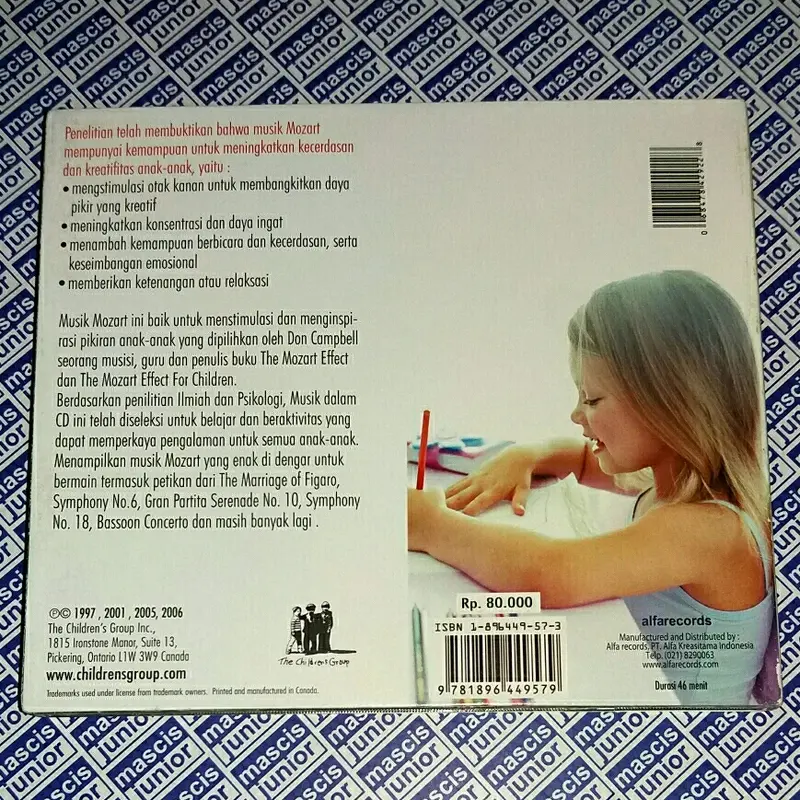 Penelitian telah membuktikan bahwa musik Mozart
mempunyai kemampuan untuk meningkatkan kecerdasan
dan kreatifitas anak-anak, yaitu :
• mengstimulasi otak kanan untuk membangkitkan daya
pikir yang kreatif
• meningkatkan konsentrasi dan daya ingat
• menambah kemampuan berbicara dan kecerdasan, serta
keseimbangan emosional
• memberikan ketenangan atau relaksasi
Musik Mozart ini baik untuk menstimulasi dan menginspi-
rasi pikiran anak-anak yang dipilihkan oleh Don Campbell
seorang musisi, guru dan penulis buku The Mozart Effect
dan The Mozart Effect For Children.
Berdasarkan penilitian Ilmiah dan Psikologi, Musik dalam
CD ini telah diseleksi untuk belajar dan beraktivitas yang
dapat memperkaya pengalaman untuk semua anak-anak.
Menampilkan musik Mozart yang enak di dengar untuk
bermain termasuk petikan dari The Marriage of Figaro,
Symphony No.6, Gran Partita Serenade No. 10, Symphony
No. 18, Bassoon Concerto dan masih banyak lagi .
℗© 1997 , 2001 , 2005, 2006
The Children's Group Inc.,
1815 Ironstone Manor, Suite 13,
Pickering, Ontario L1W 3W9 Canada
www.childrensgroup.com
Trademarks used under license from trademark owners. Printed and manufactured in Canada.
The Childrens Group
Rp. 80.000
ISBN 1-896449-57-3
9 781896 449579
alfarecords
Manufactured and Distributed by :
Alfa records, PT. Alfa Kreasitama Indonesia
Telp. (021) 8290063
www.alfarecords.com
Durasi 46 menit
mascis
junior